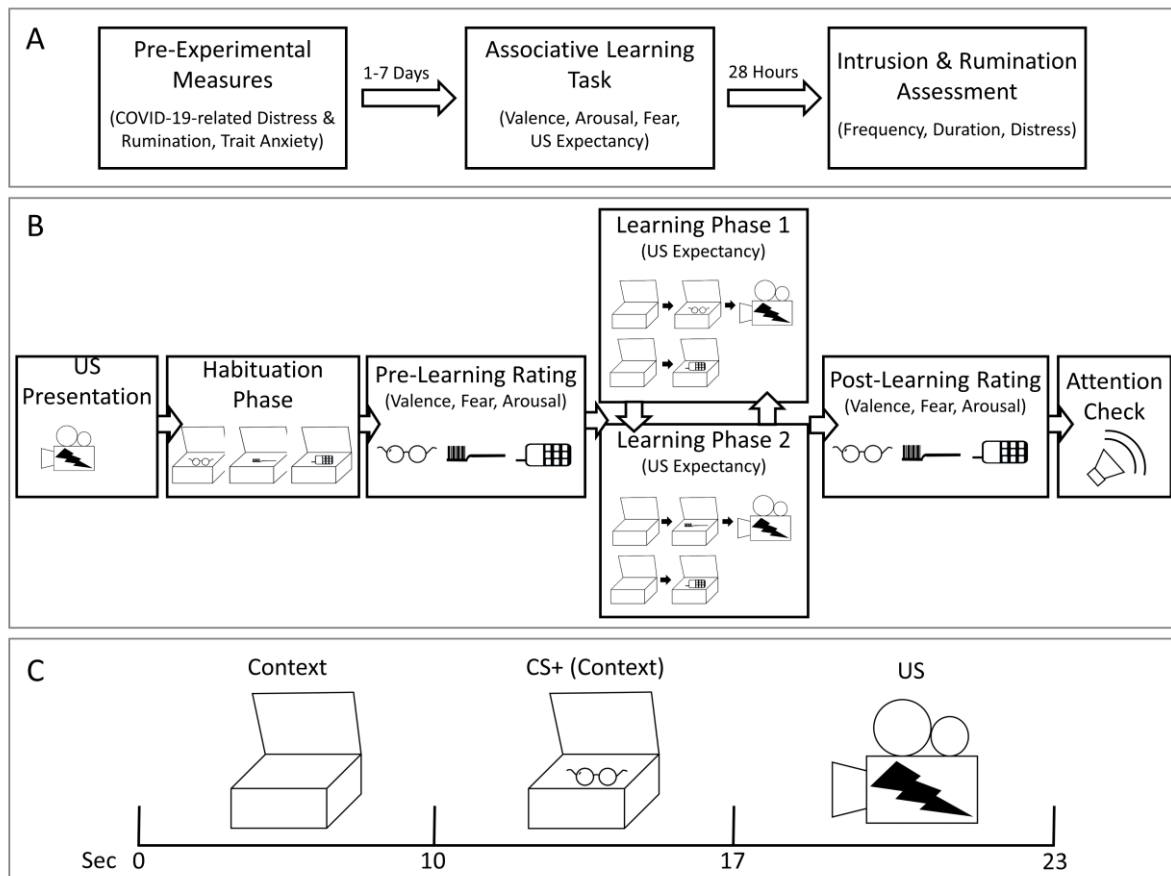 A
Pre-Experimental
Measures
(COVID-19-related Distress &
Rumination, Trait Anxiety)
1-7 Days
Associative Learning
Task
(Valence, Arousal, Fear,
US Expectancy)
28 Hours
Intrusion & Rumination
Assessment
(Frequency, Duration, Distress)
B
US
Presentation
Habituation
Phase
Pre-Learning Rating
(Valence, Fear, Arousal)
Learning Phase 1
(US Expectancy)
Learning Phase 2
(US Expectancy)
Post-Learning Rating
(Valence, Fear, Arousal)
Attention
Check
C
Context
CS+ (Context)
US
Sec 0 10 17 23